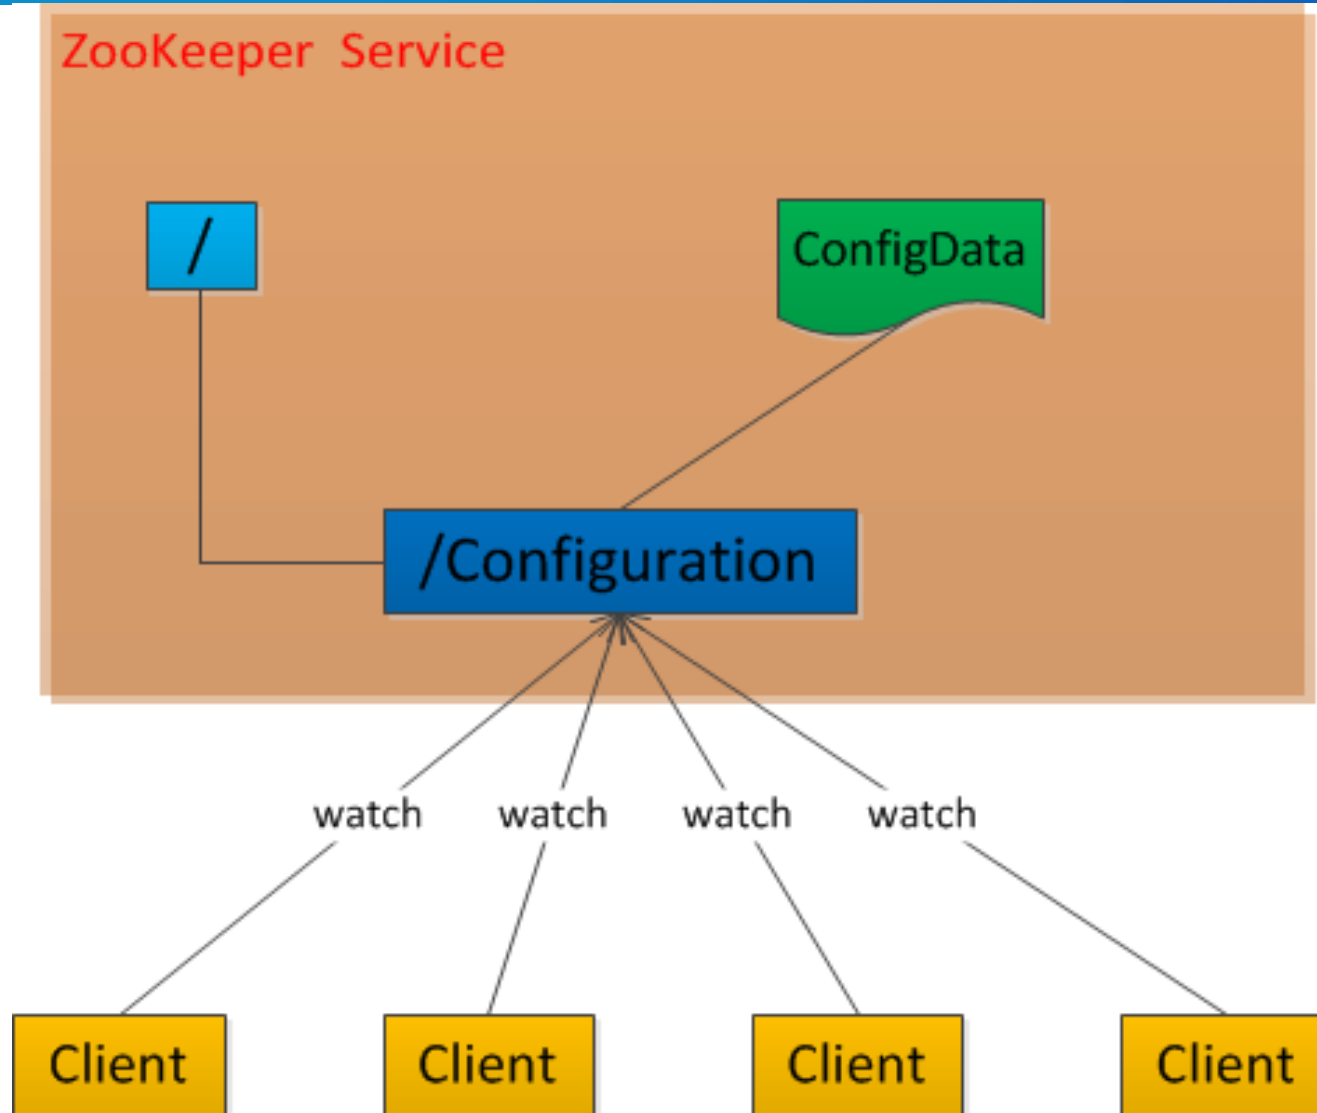 ZooKeeper Service
/
ConfigData
/Configuration
watch watch watch watch
Client Client Client Client